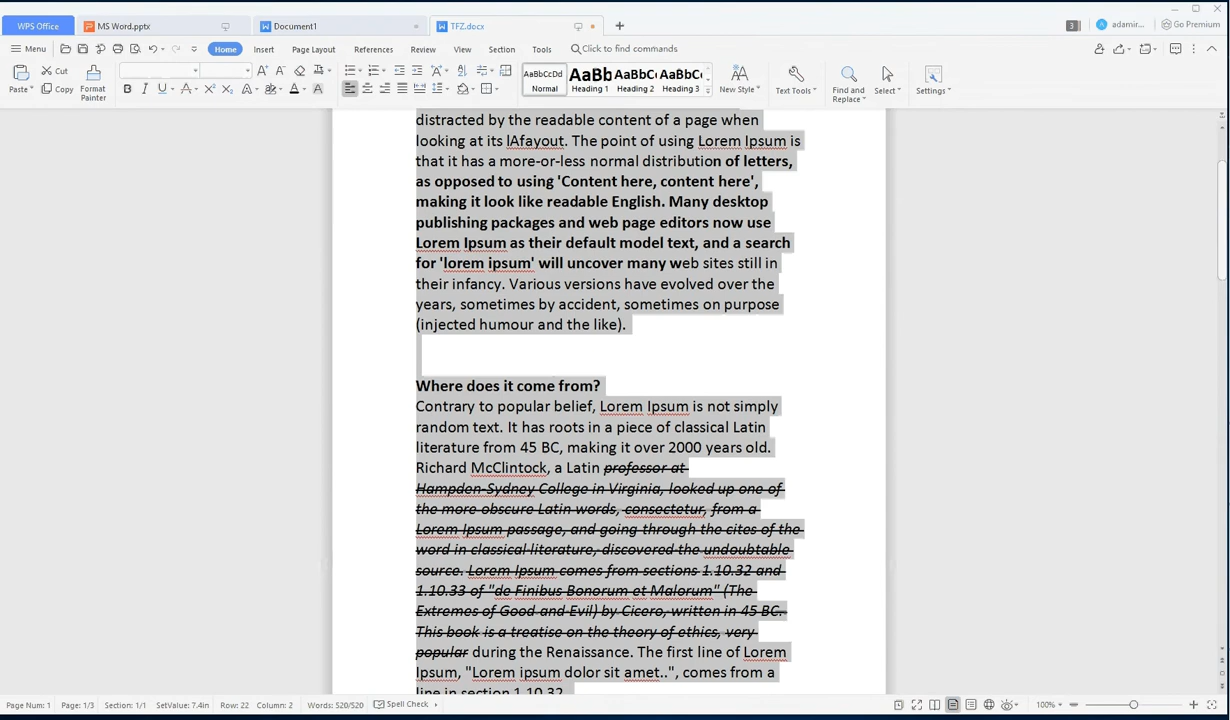 WPS Office
MS Word.pptx
Document1
TFZ.docx
3
adamir...
Go Premium
Menu
Home
Insert
Page Layout
References
Review
View
Section
Tools
Click to find commands
Paste
Cut
Copy
Format Painter
AaBbCcDd
Normal
AaBb
Heading 1
AaBbC
Heading 2
AaBbC
Heading 3
New Style
Text Tools
Find and Replace
Select
Settings
distracted by the readable content of a page when
looking at its lAfayout. The point of using Lorem Ipsum is
that it has a more-or-less normal distribution of letters,
as opposed to using 'Content here, content here',
making it look like readable English. Many desktop
publishing packages and web page editors now use
Lorem Ipsum as their default model text, and a search
for 'lorem ipsum' will uncover many web sites still in
their infancy. Various versions have evolved over the
years, sometimes by accident, sometimes on purpose
(injected humour and the like).
Where does it come from?
Contrary to popular belief, Lorem Ipsum is not simply
random text. It has roots in a piece of classical Latin
literature from 45 BC, making it over 2000 years old.
Richard McClintock, a Latin professor at
Hampden-Sydney College in Virginia, looked up one of
the more obscure Latin words, consectetur, from a
Lorem Ipsum passage, and going through the cites of the
word in classical literature, discovered the undoubtable
source. Lorem Ipsum comes from sections 1.10.32 and
1.10.33 of "de Finibus Bonorum et Malorum" (The
Extremes of Good and Evil) by Cicero, written in 45 BC.
This book is a treatise on the theory of ethics, very
popular during the Renaissance. The first line of Lorem
Ipsum, "Lorem ipsum dolor sit amet..", comes from a
line in section 1.10.32.
Page Num: 1
Page: 1/3
Section: 1/1
SetValue: 7.4in
Row: 22
Column: 2
Words: 520/520
Spell Check
100%